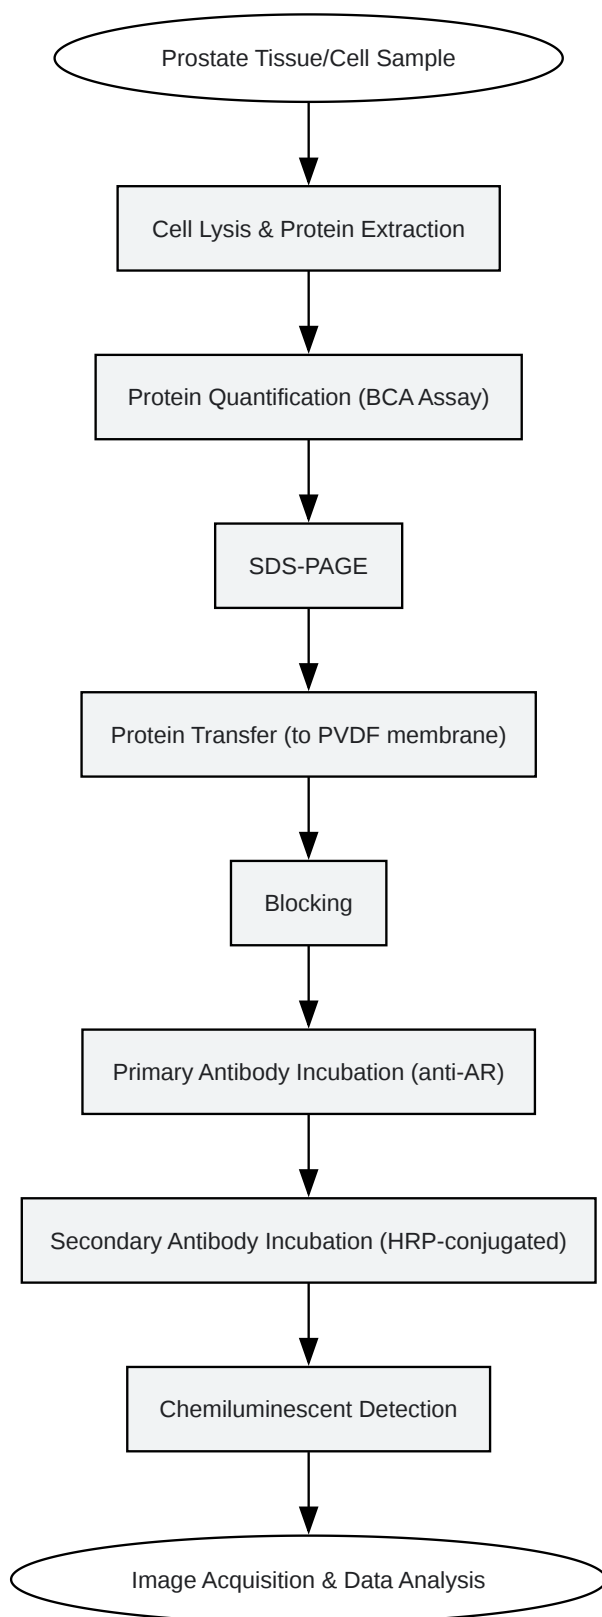 Prostate Tissue/Cell Sample
Cell Lysis & Protein Extraction
Protein Quantification (BCA Assay)
SDS-PAGE
Protein Transfer (to PVDF membrane)
Blocking
Primary Antibody Incubation (anti-AR)
Secondary Antibody Incubation (HRP-conjugated)
Chemiluminescent Detection
Image Acquisition & Data Analysis